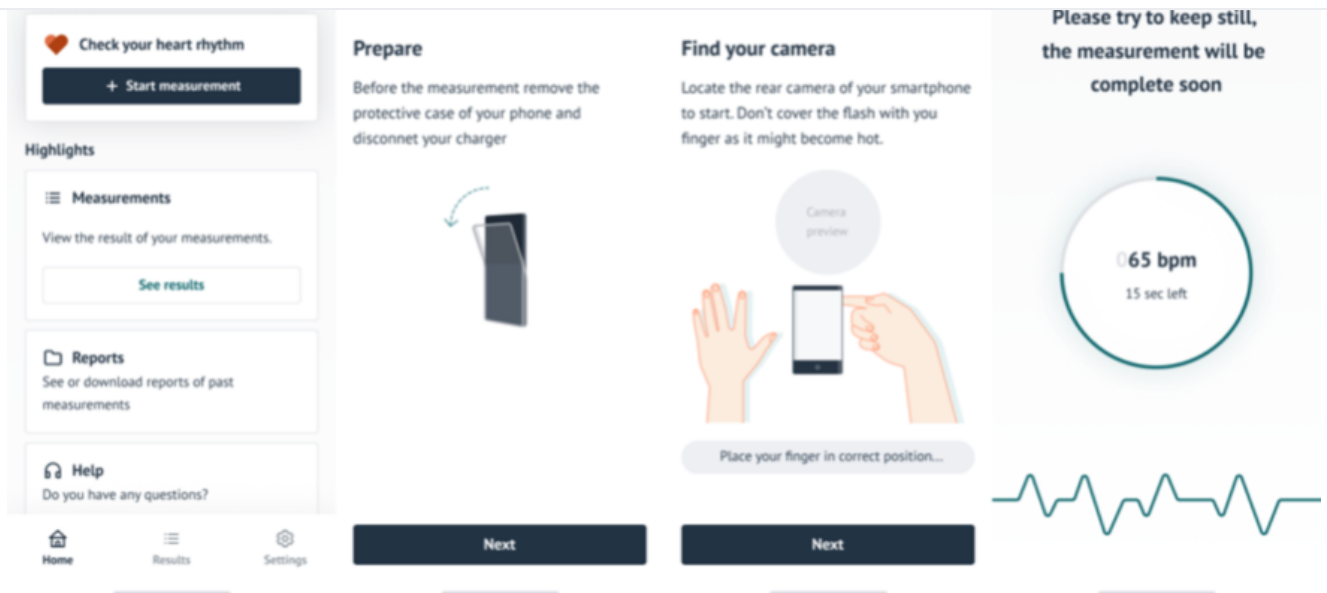 Check your heart rhythm
+ Start measurement
Highlights
Measurements
View the result of your measurements.
See results
Reports
See or download reports of past
measurements
Help
Do you have any questions?
Home
Results
Settings
Prepare
Before the measurement remove the
protective case of your phone and
disconnet your charger
Next
Find your camera
Locate the rear camera of your smartphone
to start. Don't cover the flash with you
finger as it might become hot.
Camera
preview
Place your finger in correct position...
Next
Please try to keep still,
the measurement will be
complete soon
065 bpm
15 sec left